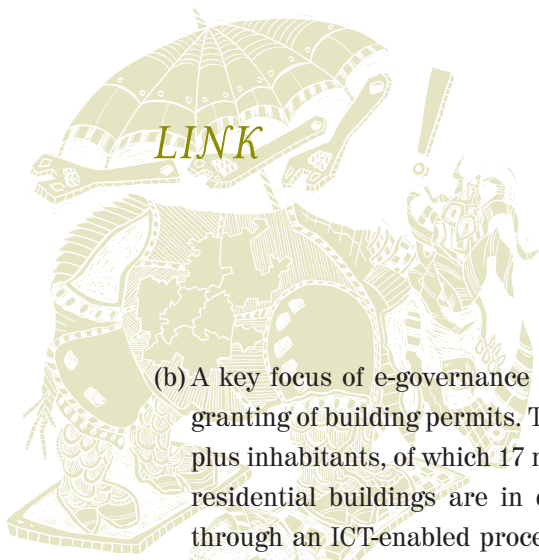 LINK
(b) A key focus of e-governance
granting of building permits.
plus inhabitants, of which 17
residential buildings are in
through an ICT-enabled